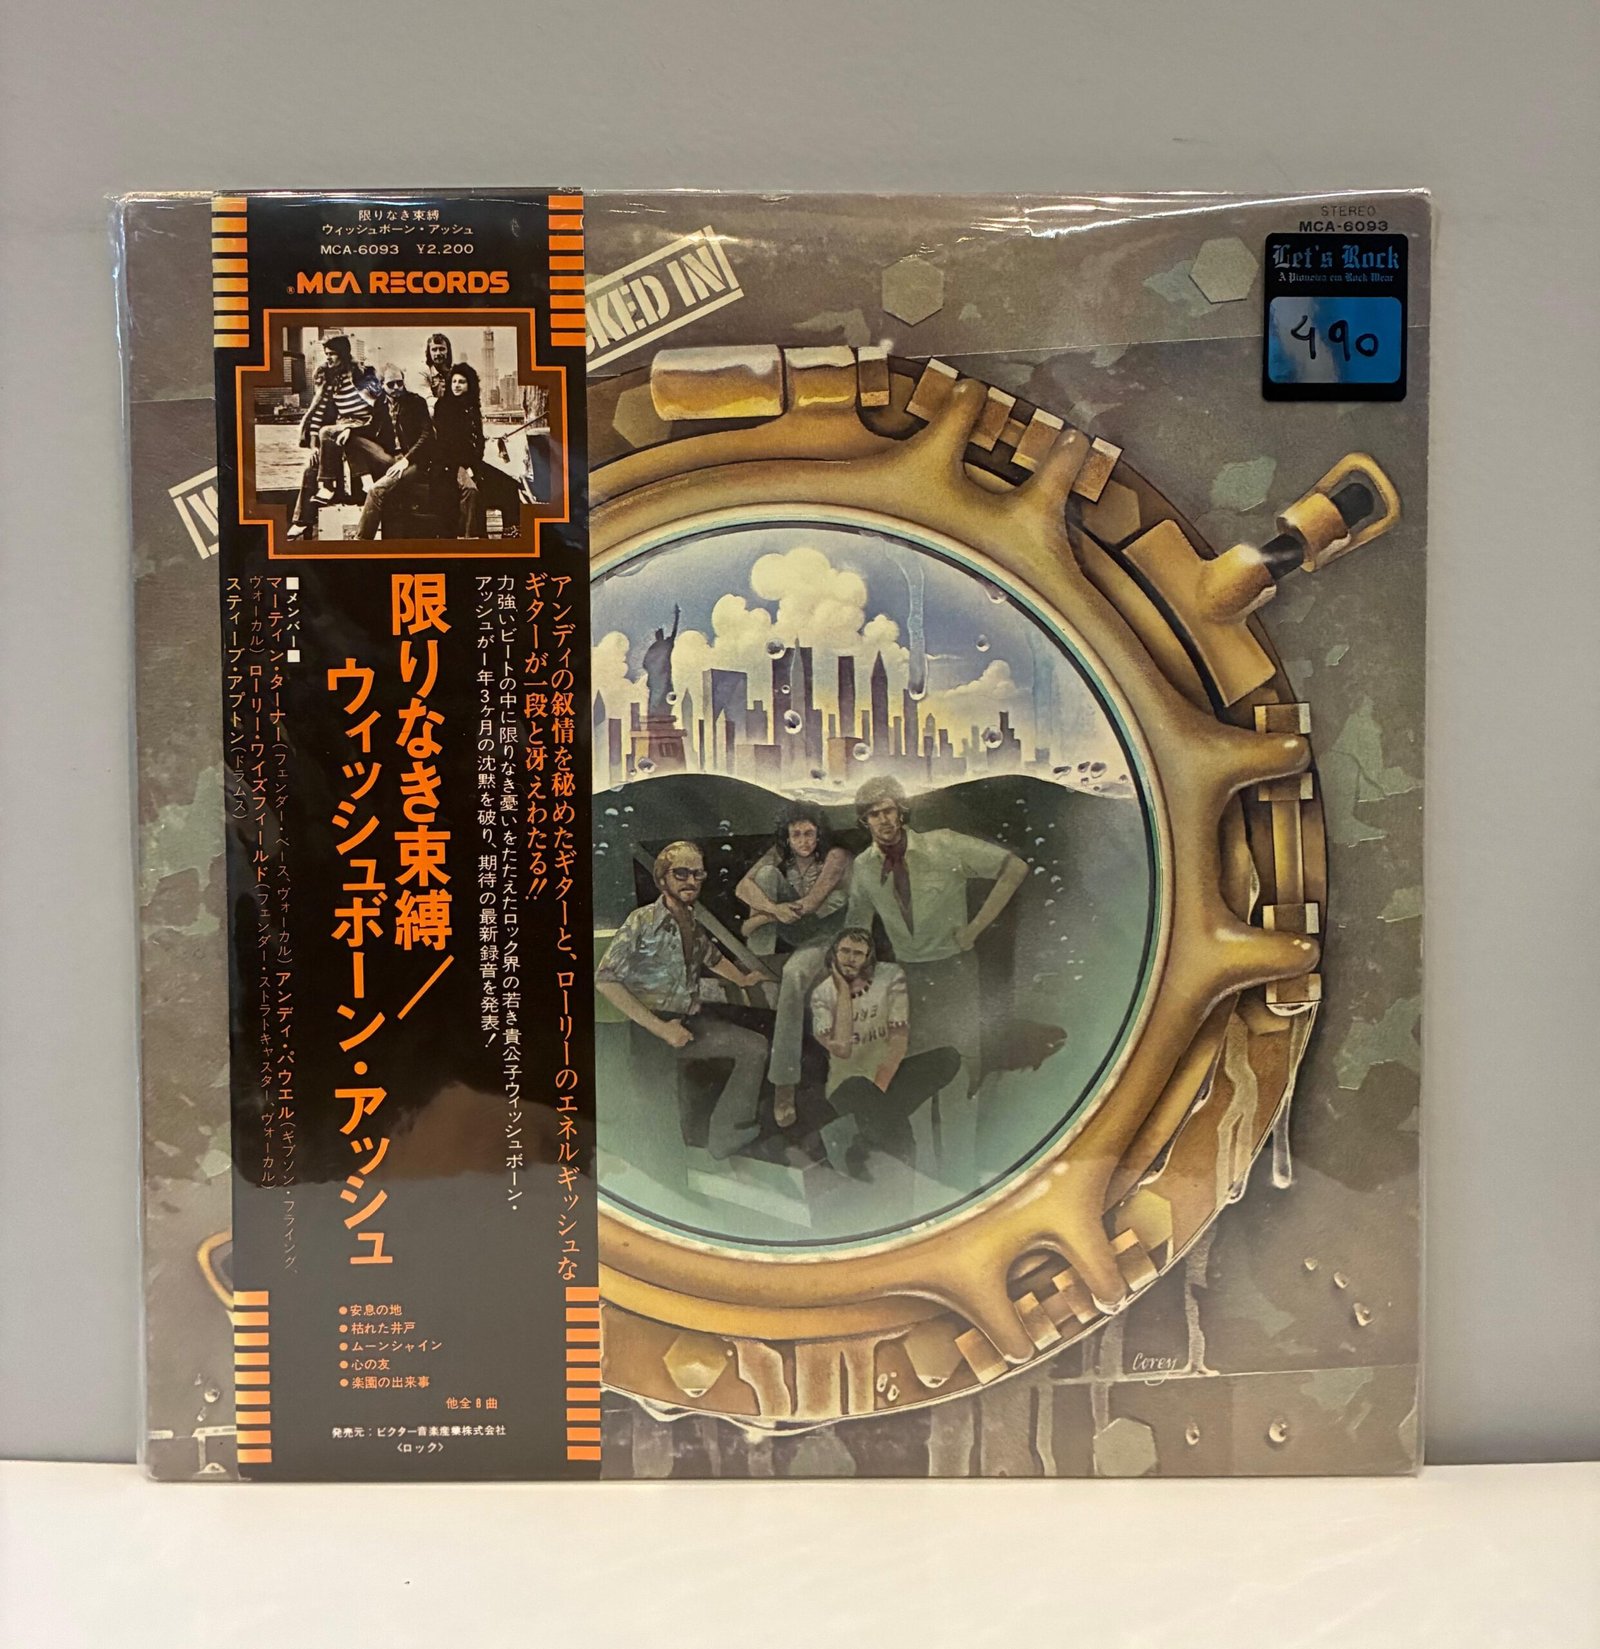 限りなき束縛
ウィッシュボーン・アッシュ
MCA-6093 ¥2,200
®MCA RECORDS
アンディの叙情を秘めたギターと、ローリーのエネルギッシュな
ギターが一段と冴えわたる!!
力強いビートの中に限りなき憂いをたたえたロック界の若き貴公子ウィッシュボーン・
アッシュが一年3ヶ月の沈黙を破り、期待の最新録音を発表!
限りなき束縛/
ウィッシュボーン・アッシュ
■メンバー■
マーティン・ターナー(フェンダー・ベース、ヴォーカル)アンディ・パウエル(ギブソン・フライング、
ヴォーカル)ローリー・ワイズフィールド(フェンダー・ストラトキャスター、ヴォーカル)
スティーブ・アプトン(ドラムス)
●安息の地
●枯れた井戸
●ムーンシャイン
●心の友
●楽園の出来事
他全8曲
発売元:ビクター音楽産業株式会社
〈ロック〉
KED IN
STEREO
MCA-6093
Let's Rock
A Pioneira em Rock Wear
490
Corey